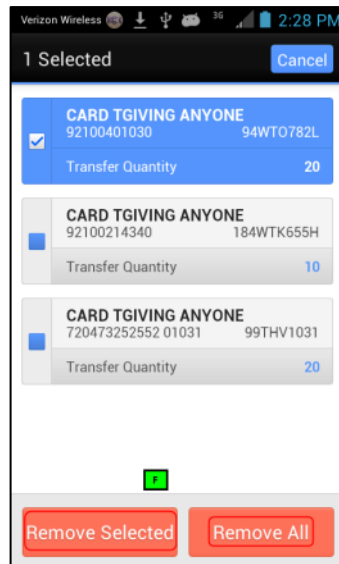 Verizon Wireless 3G 2:28 PM
1 Selected Cancel
CARD TGIVING ANYONE
92100401030 94WTO782L
Transfer Quantity 20
CARD TGIVING ANYONE
92100214340 184WTK655H
Transfer Quantity 10
CARD TGIVING ANYONE
720473252552 01031 99THV1031
Transfer Quantity 20
F
Remove Selected Remove All